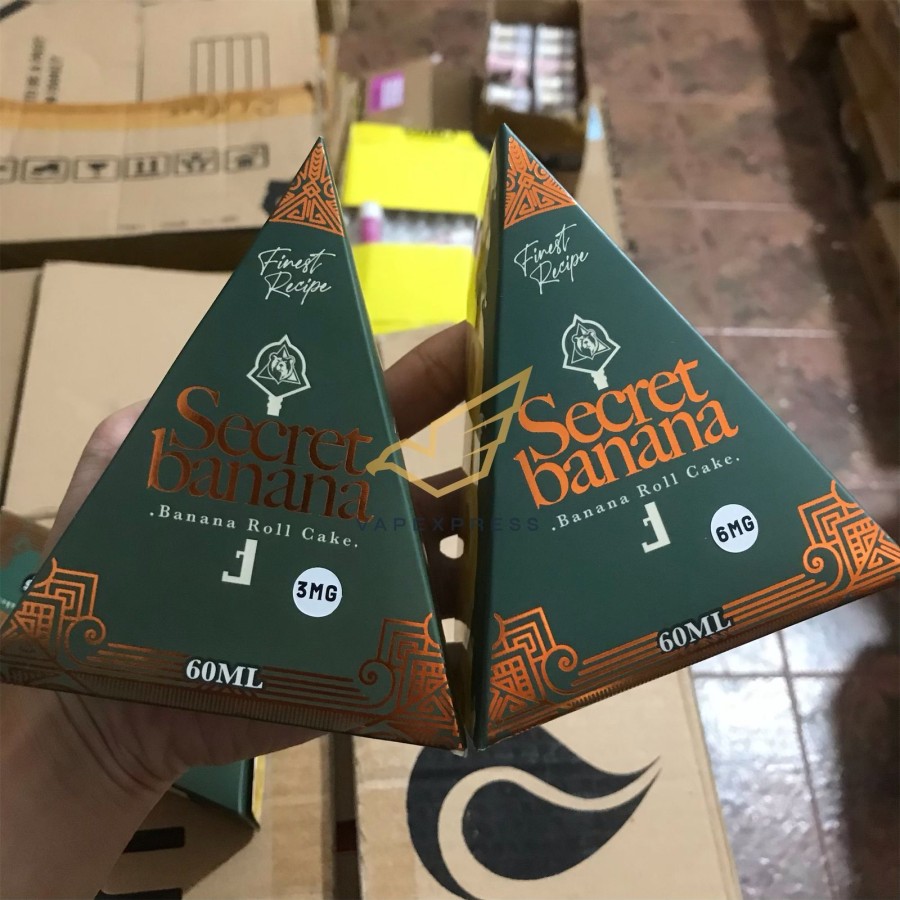 Finest
Recipe
Secret
banana
.Banana Roll Cake.
3MG
60ML
Finest
Recipe
Secret
banana
.Banana Roll Cake.
6MG
60ML
VAPEXPRESS